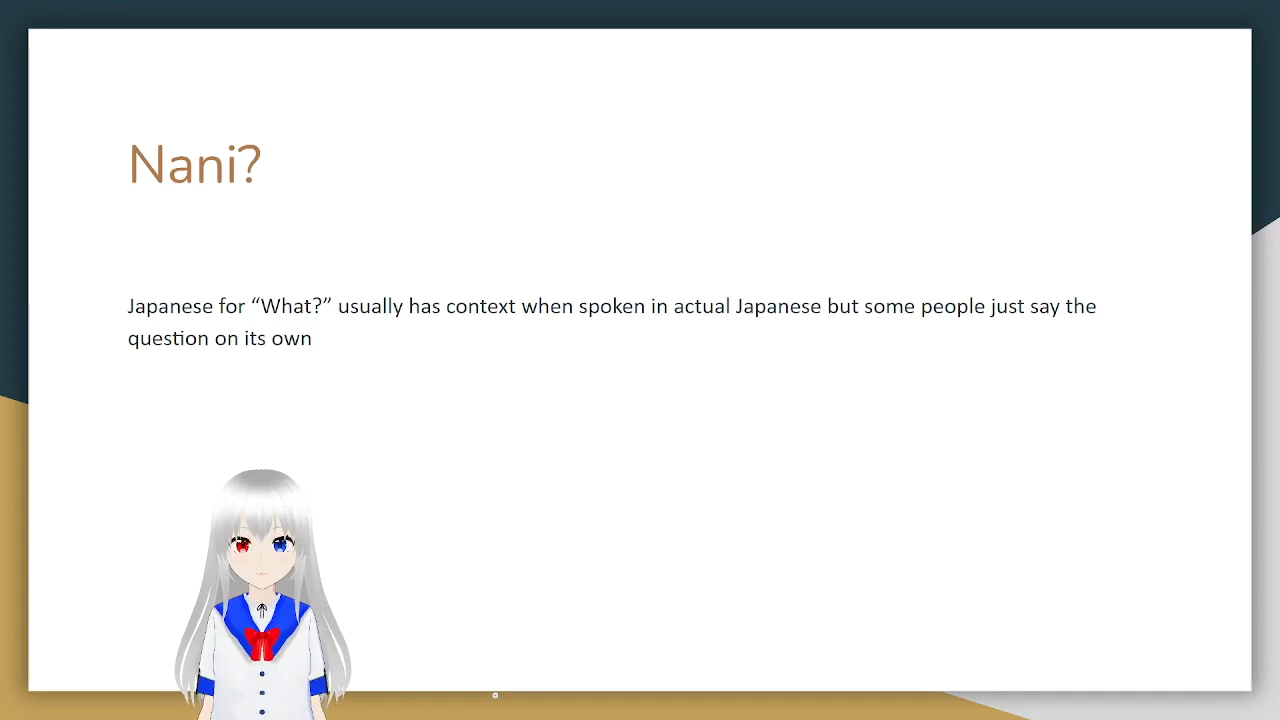 Nani?
Japanese for “What?” usually has context when spoken in actual Japanese but some people just say the
question on its own